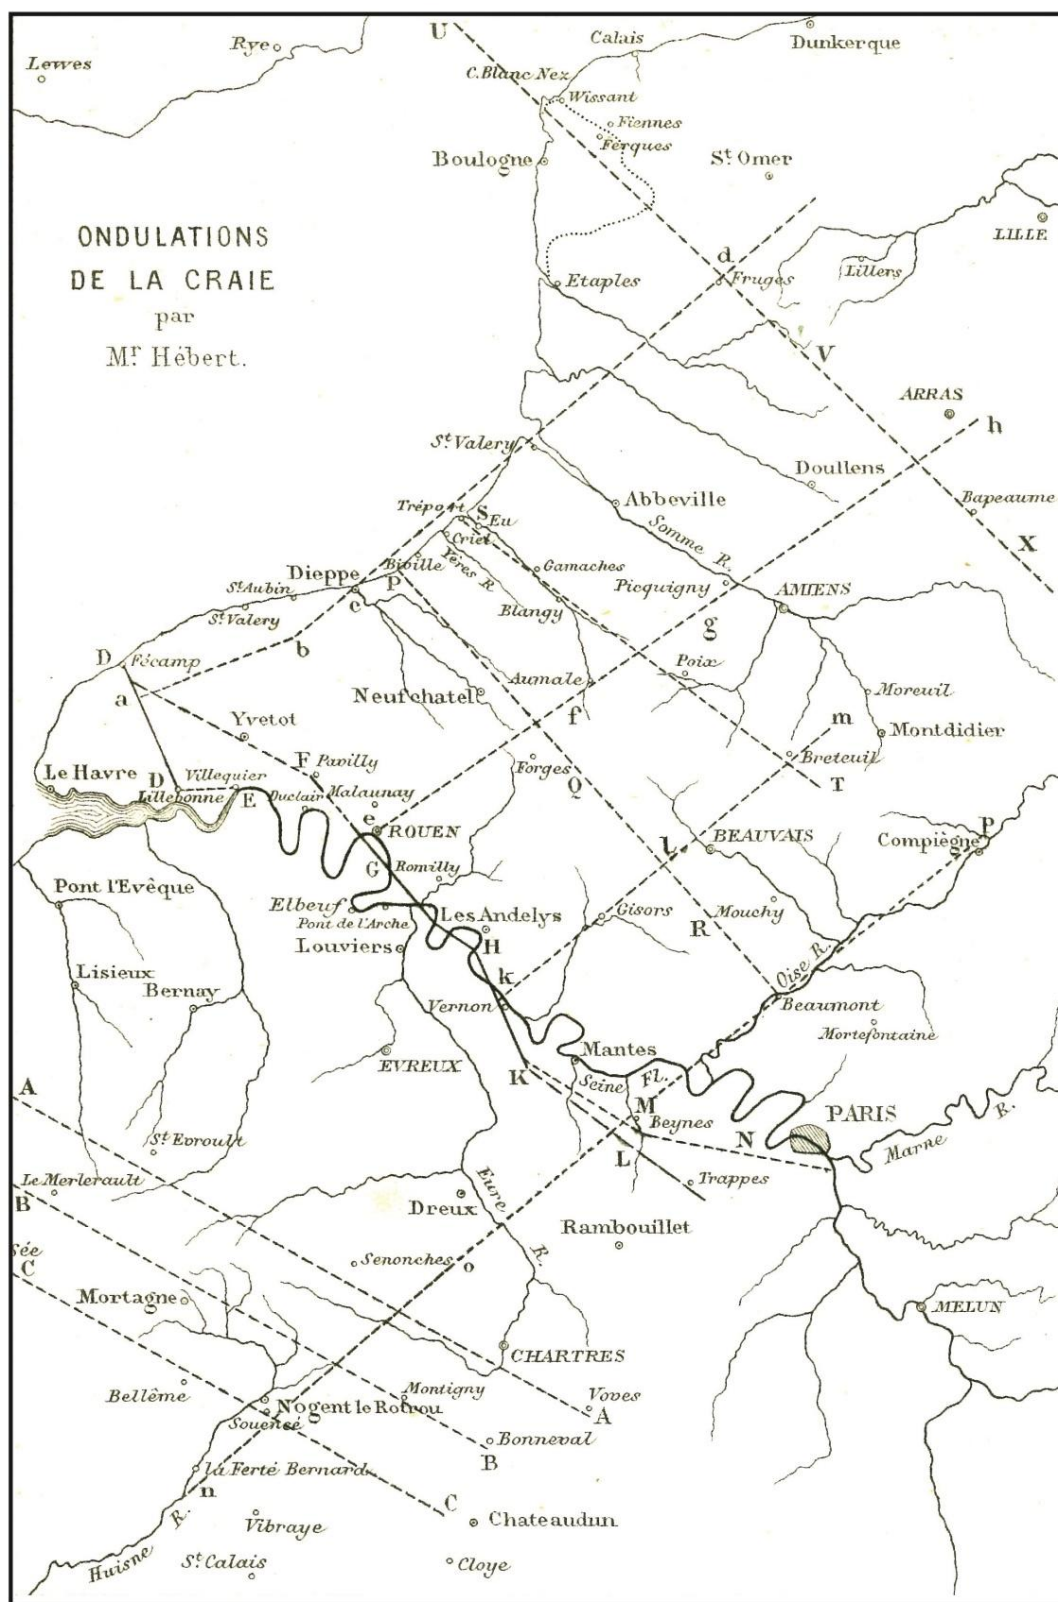 U
Calais
Dunkerque
Rye
Lewes
C. Blanc Nez
Wissant
Fiennes
Ferques
Boulogne
St Omer
LILLE
ONDULATIONS
DE LA CRAIE
par
Mr Hébert.
d
Lillers
Etaples
Fruges
V
ARRAS
h
St Valery
Doullens
Abbeville
Bapeaume
Somme R.
Tréport
S
Eu
Criel
X
Biville
Yères R
Gamaches
Dieppe
p
c
Picquigny
AMIENS
St Aubin
Blangy
St Valery
b
g
D
Fécamp
Poix
a
Neufchatel
Aumale
Moreuil
f
m
Yvetot
Montdidier
F
Pavilly
Forges
Breteuil
Le Havre
D
Villequier
Lillebonne
E
Duclair
Malaunay
Q
T
e
ROUEN
L
BEAUVAIS
Compiègne
P
G
Romilly
Pont l'Evêque
Elbeuf
Pont de l'Arche
Les Andelys
Gisors
Mouchy
R
Louviers
H
Oise R.
Lisieux
Bernay
k
Vernon
Beaumont
Mortefontaine
EVREUX
Mantes
K
Seine
Fl.
A
M
Beynes
PARIS
St Evroult
N
Marne
R.
L
Le Merlerault
Trappes
B
Dreux
Eure
R.
Rambouillet
Sée
C
Senonches
o
Mortagne
MELUN
CHARTRES
Bellême
Montigny
Voves
Nogent le Rotrou
A
Souencé
Bonneval
B
la Ferté Bernard
n
C
Huisne
R.
Vibraye
Chateaudun
St Calais
Cloye